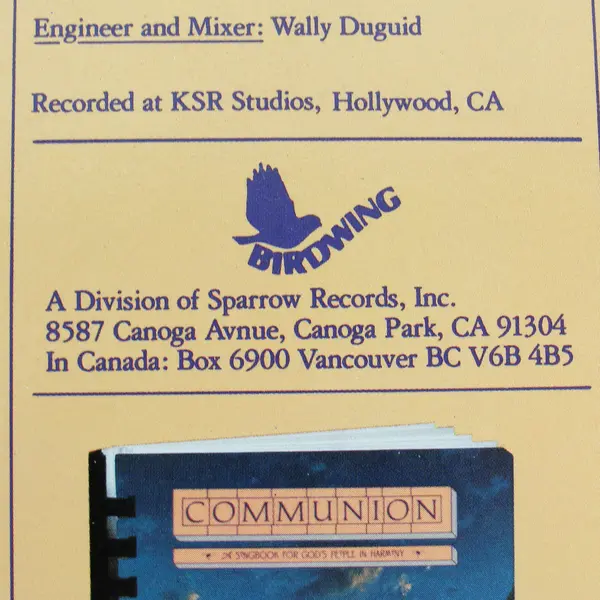 Engineer and Mixer: Wally Duguid
Recorded at KSR Studios, Hollywood, CA
BIRDWING
A Division of Sparrow Records, Inc.
8587 Canoga Avnue, Canoga Park, CA 91304
In Canada: Box 6900 Vancouver BC V6B 4B5
COMMUNION
A SINGBOOK FOR GOD'S PEOPLE IN HARMONY